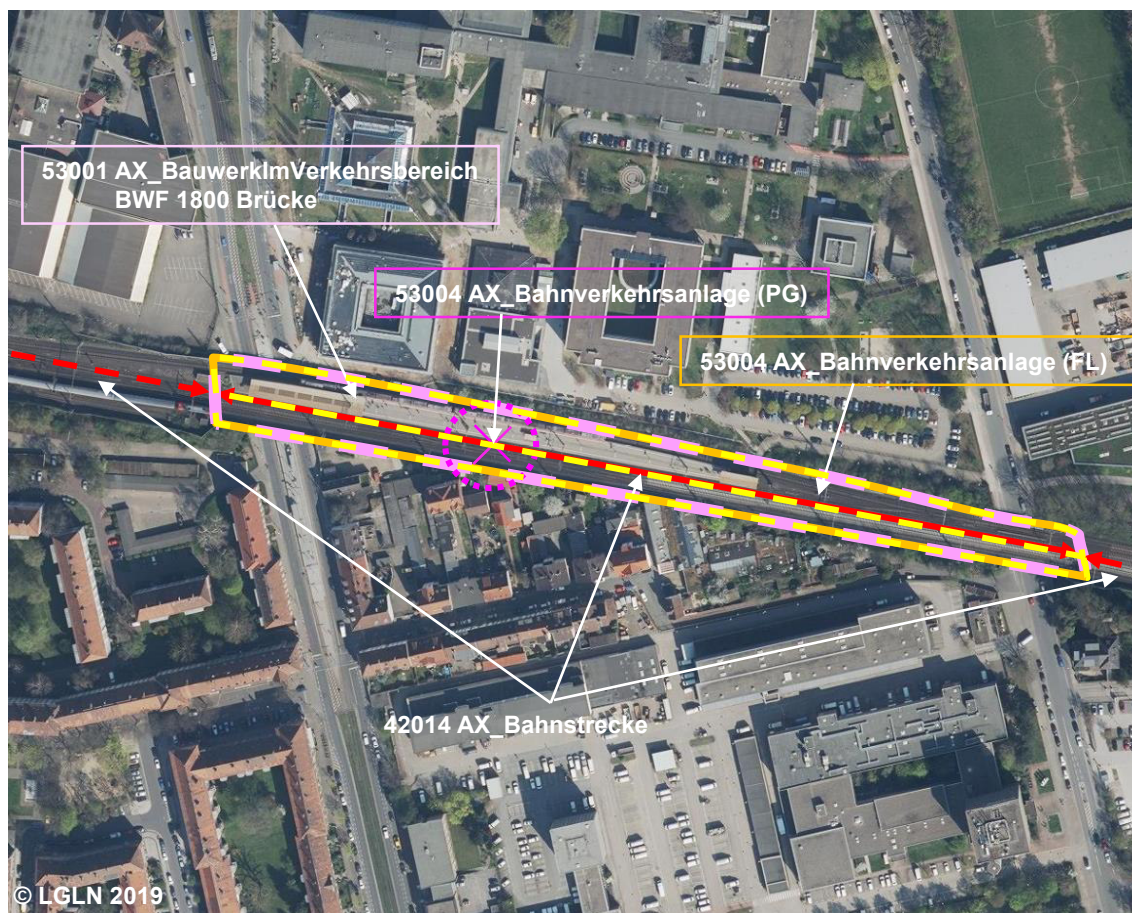 53001 AX_BauwerkImVerkehrsbereich
BWF 1800 Brücke
53004 AX_Bahnverkehrsanlage (PG)
53004 AX_Bahnverkehrsanlage (FL)
42014 AX_Bahnstrecke
© LGLN 2019